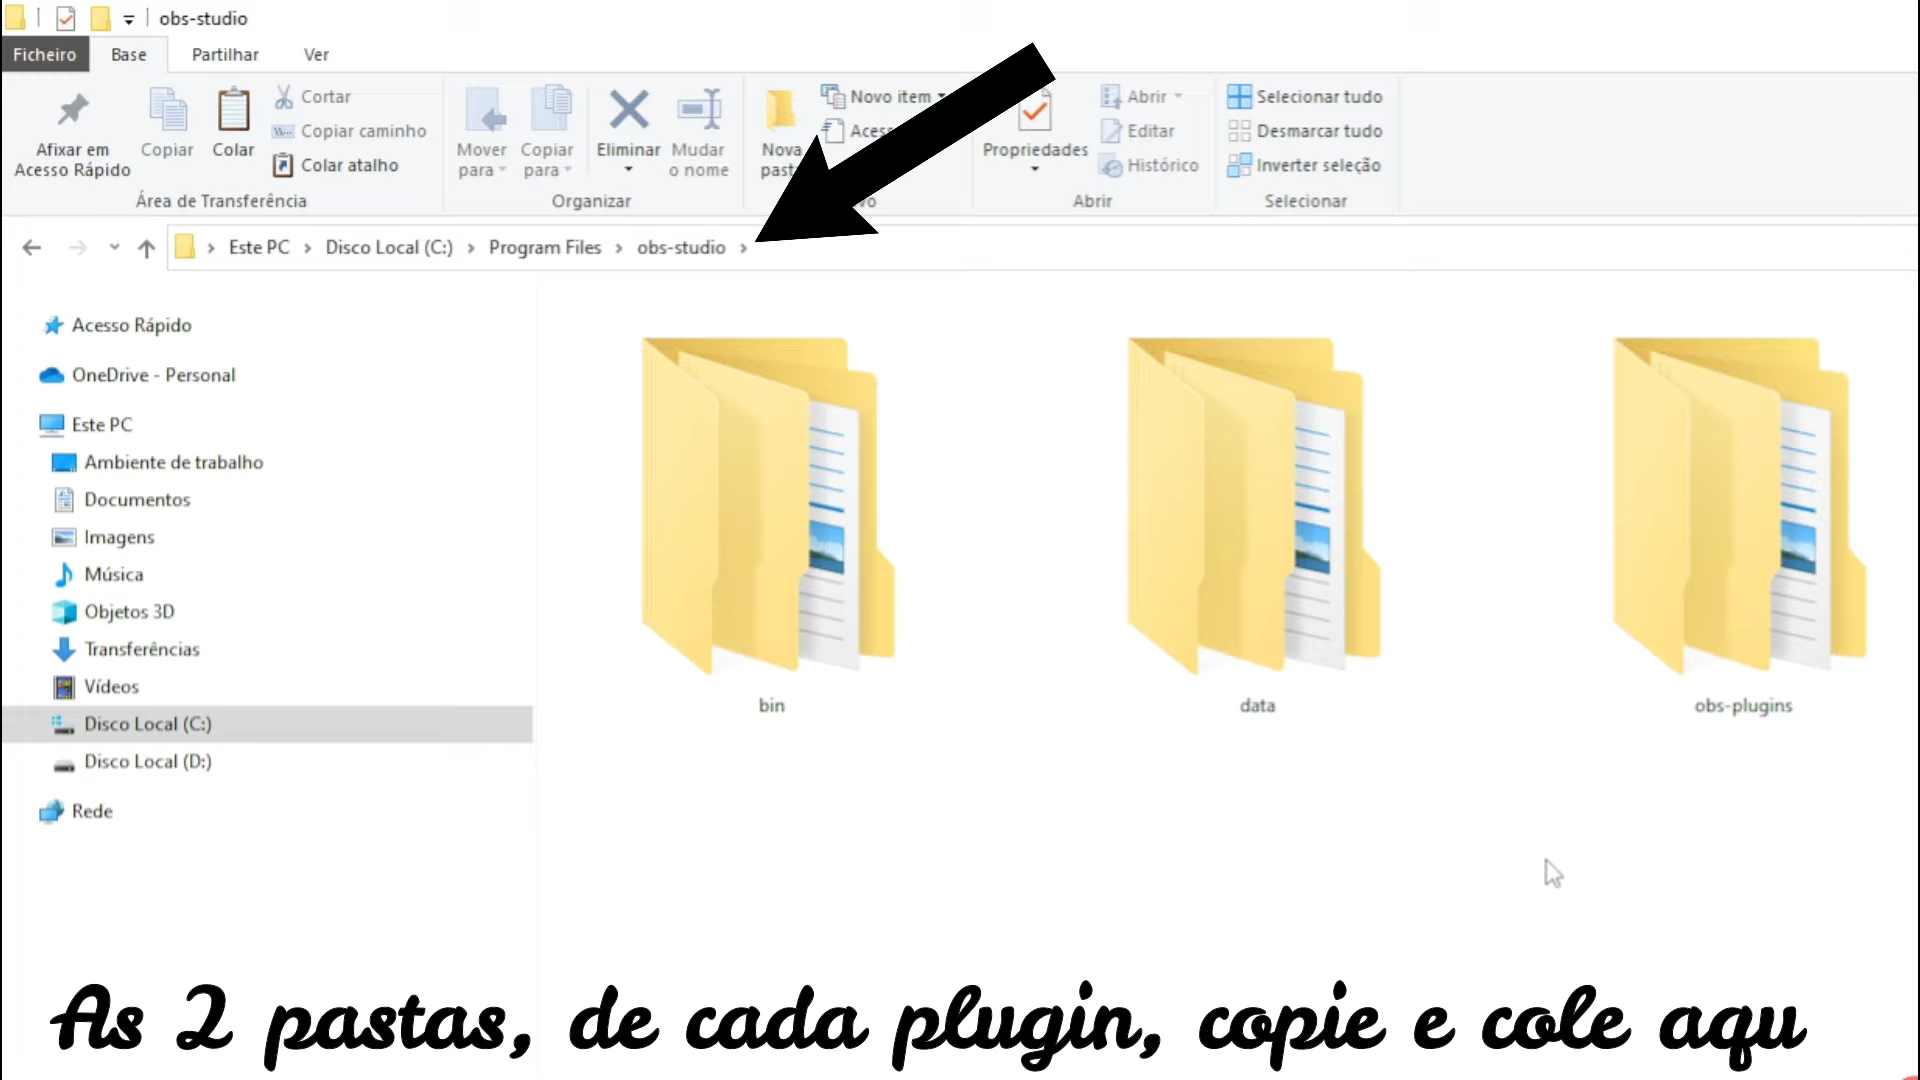 obs-studio
Ficheiro Base Partilhar Ver
Afixar em
Acesso Rápido
Copiar
Colar
Cortar
Copiar caminho
Colar atalho
Área de Transferência
Mover
para
Copiar
para
Eliminar
Mudar
o nome
Organizar
Nova
Novo item
Propriedades
Abrir
Editar
Histórico
Abrir
Selecionar tudo
Desmarcar tudo
Inverter seleção
Selecionar
Este PC > Disco Local (C:) > Program Files > obs-studio >
Acesso Rápido
OneDrive - Personal
Este PC
Ambiente de trabalho
Documentos
Imagens
Música
Objetos 3D
Transferências
Vídeos
Disco Local (C:)
Disco Local (D:)
Rede
bin
data
obs-plugins
As 2 pastas, de cada plugin, copie e cole aqu